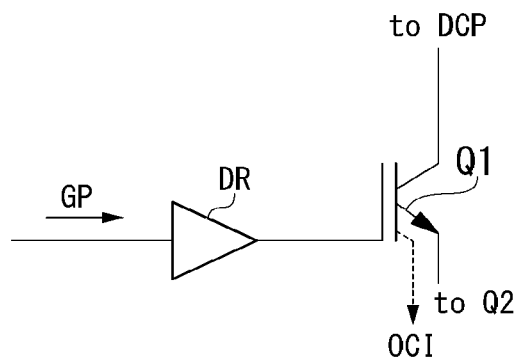 to DCP
Q1
DR
GP
to Q2
OCI